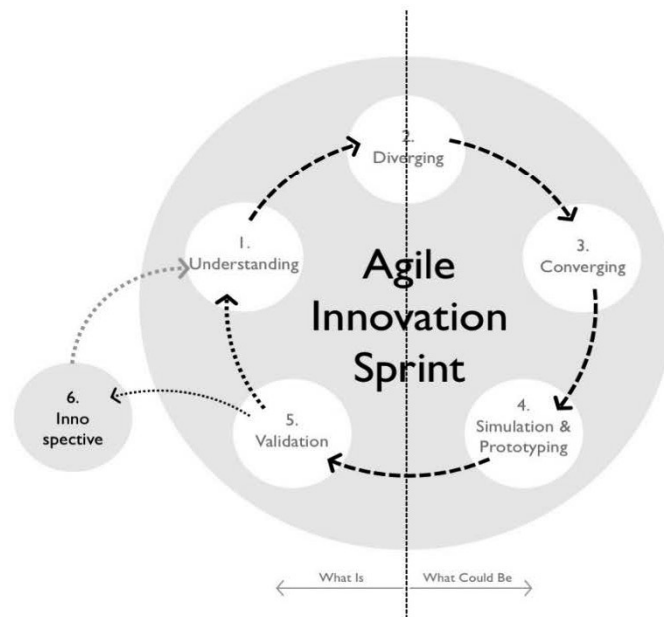 2.
Diverging
1.
Understanding
3.
Converging
Agile
Innovation
Sprint
6.
Inno
spective
5.
Validation
4.
Simulation &
Prototyping
What Is
What Could Be